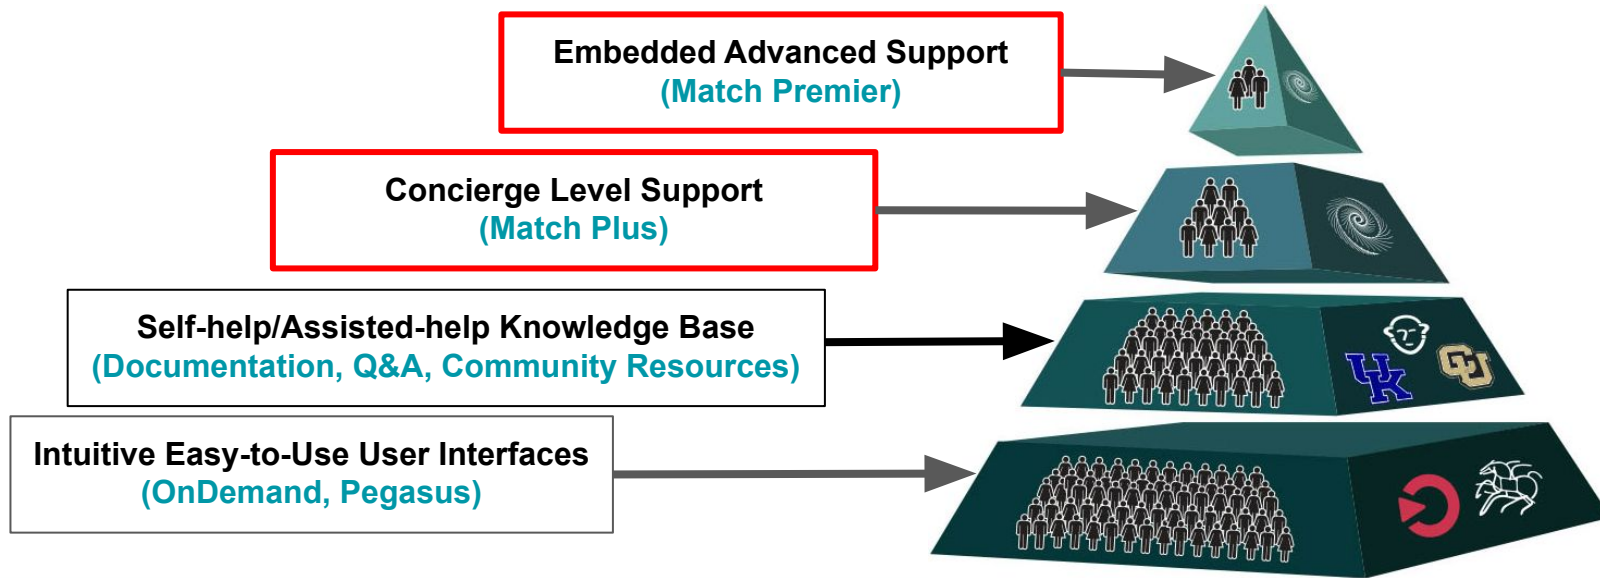 Embedded Advanced Support
(Match Premier)
Concierge Level Support
(Match Plus)
Self-help/Assisted-help Knowledge Base
(Documentation, Q&A, Community Resources)
UK
CU
Intuitive Easy-to-Use User Interfaces
(OnDemand, Pegasus)